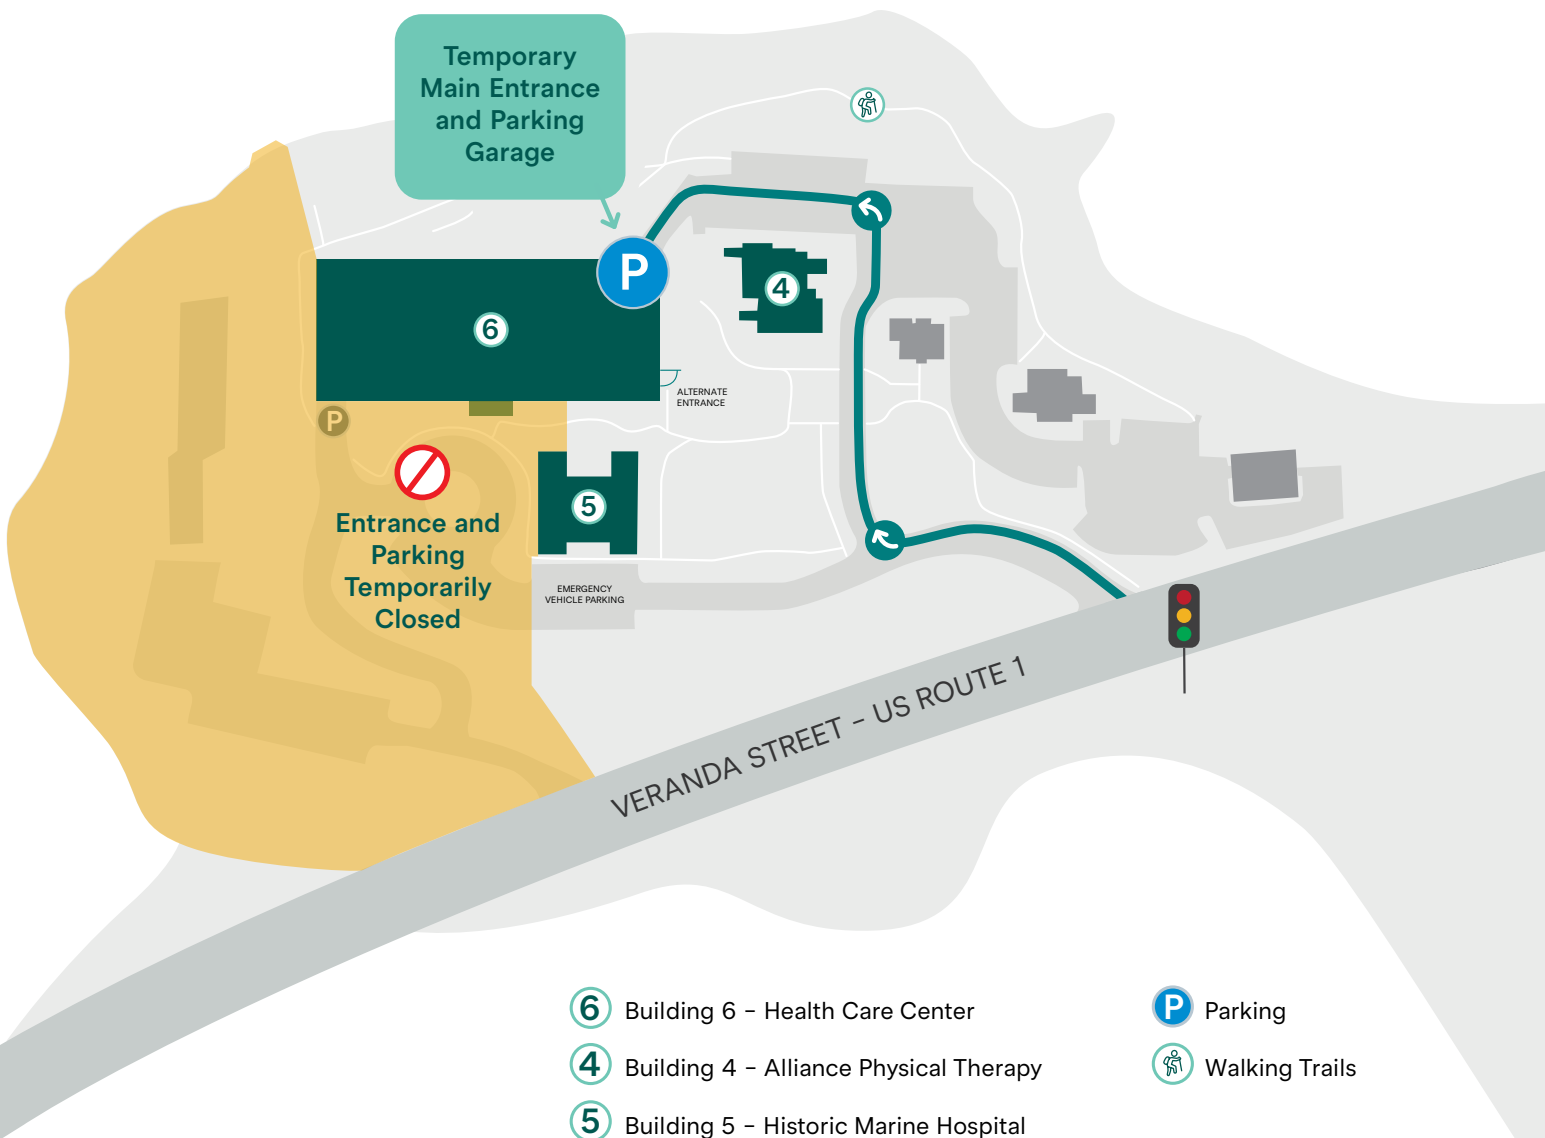 Temporary
Main Entrance
and Parking
Garage
P
4
6
ALTERNATE
ENTRANCE
P
5
Entrance and
Parking
Temporarily
Closed
EMERGENCY
VEHICLE PARKING
VERANDA STREET - US ROUTE 1
6 Building 6 - Health Care Center
P Parking
4 Building 4 - Alliance Physical Therapy
Walking Trails
5 Building 5 - Historic Marine Hospital